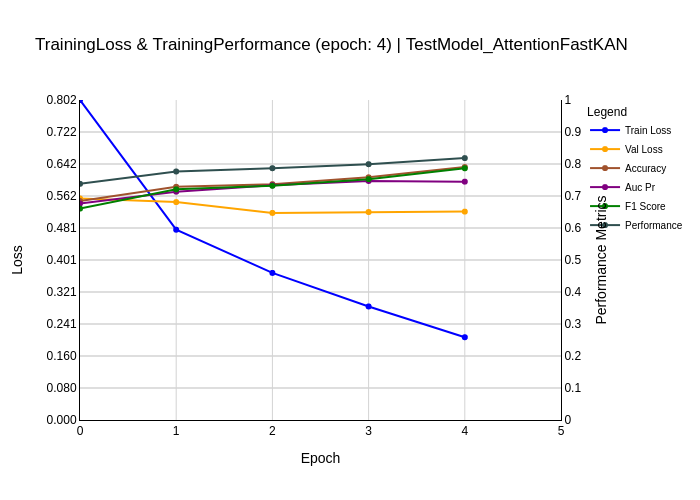 TrainingLoss & TrainingPerformance (epoch: 4) | TestModel_AttentionFastKAN
Legend
Train Loss
Val Loss
Accuracy
Auc Pr
F1 Score
Performance
Loss
0.802
0.722
0.642
0.562
0.481
0.401
0.321
0.241
0.160
0.080
0.000
1
0.9
0.8
0.7
0.6
0.5
0.4
0.3
0.2
0.1
0
Performance Metrics
0 1 2 3 4 5
Epoch